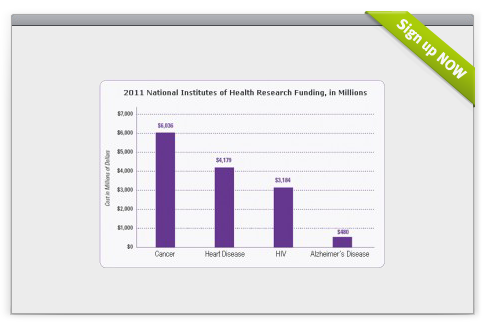 Sign up NOW
2011 National Institutes of Health Research Funding, in Millions
Cost in Millions of Dollars
$7,000
$6,000
$5,000
$4,000
$3,000
$2,000
$1,000
$0
$6,036
$4,179
$3,184
$480
Cancer
Heart Disease
HIV
Alzheimer's Disease